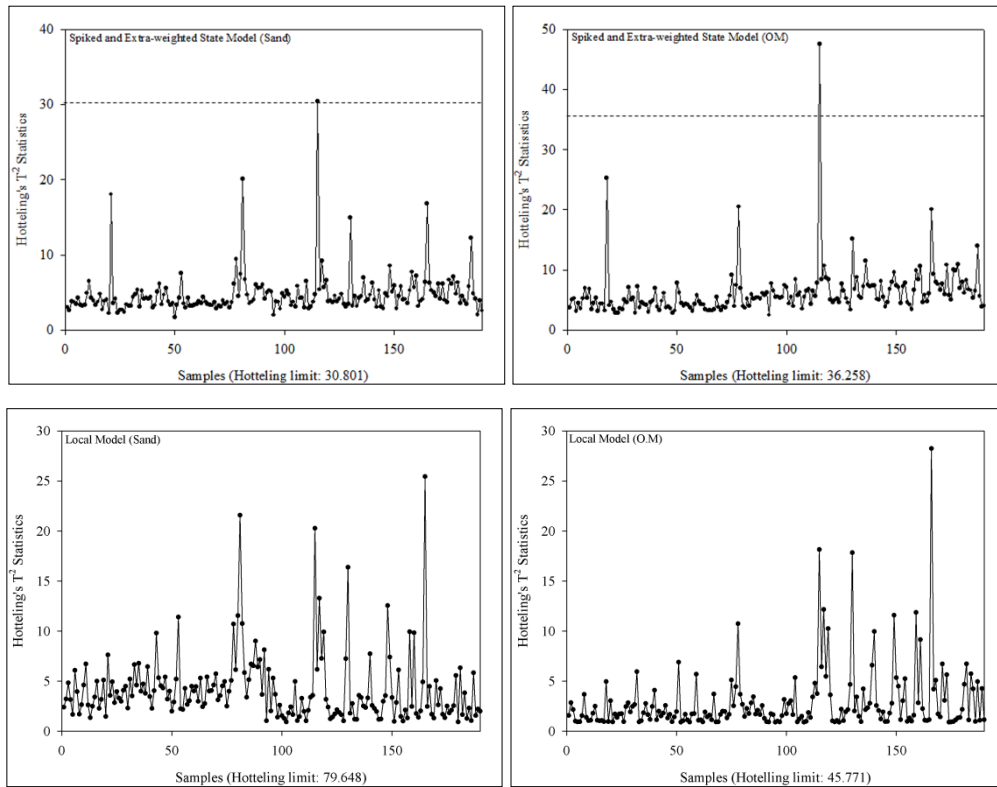 40
30
20
10
0
Hotteling's T² Statistics
Spiked and Extra-weighted State Model (Sand)
0 50 100 150
Samples (Hotteling limit: 30.801)
50
40
30
20
10
0
Hotteling's T² Statisstics
Spiked and Extra-weighted State Model (OM)
0 50 100 150
Samples (Hotteling limit: 36.258)
30
25
20
15
10
5
0
Hotteling's T² Statistics
Local Model (Sand)
0 50 100 150
Samples (Hotteling limit: 79.648)
30
25
20
15
10
5
0
Hotteling's T² Statistics
Local Model (O.M)
0 50 100 150
Samples (Hotelling limit: 45.771)